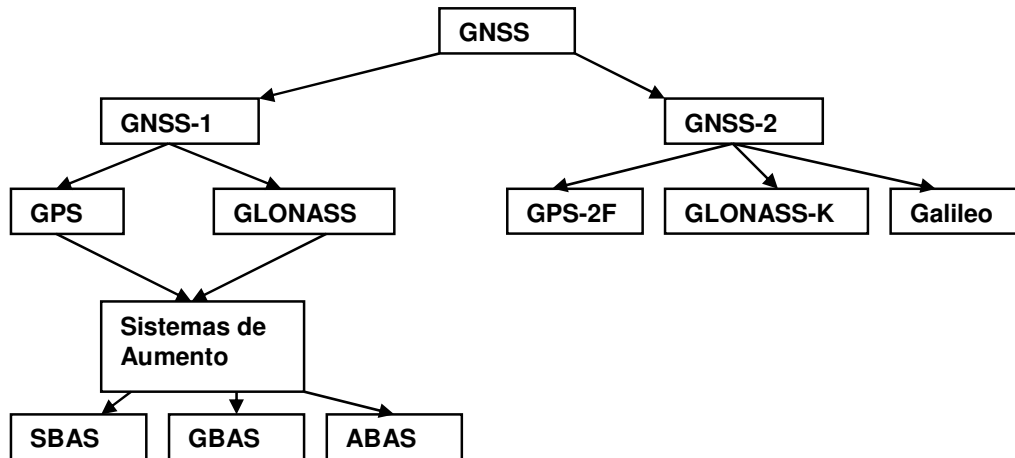 GNSS
GNSS-1
GNSS-2
GPS
GLONASS
GPS-2F
GLONASS-K
Galileo
Sistemas de
Aumento
SBAS
GBAS
ABAS